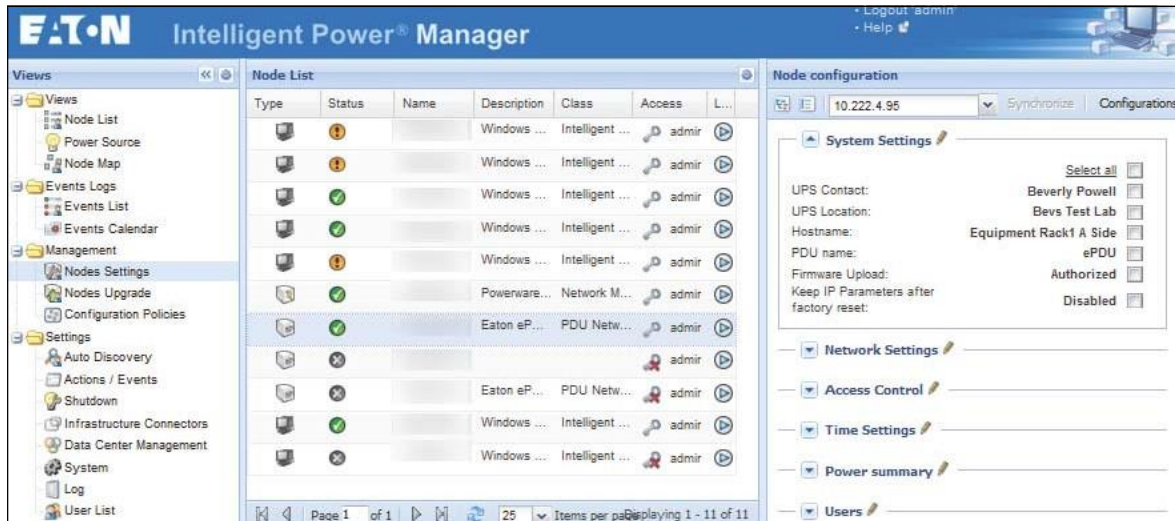 Logout 'admin'
EATON Intelligent Power® Manager
Help
Views
Views
Node List
Power Source
Node Map
Events Logs
Events List
Events Calendar
Management
Nodes Settings
Nodes Upgrade
Configuration Policies
Settings
Auto Discovery
Actions / Events
Shutdown
Infrastructure Connectors
Data Center Management
System
Log
User List
Node List
Type Status Name Description Class Access L...
Windows ... Intelligent ... admir
Windows ... Intelligent ... admir
Windows ... Intelligent ... admir
Windows ... Intelligent ... admir
Windows ... Intelligent ... admir
Powerware... Network M... admir
Eaton eP... PDU Netw... admir
admir
Eaton eP... PDU Netw... admir
Windows ... Intelligent ... admir
Windows ... Intelligent ... admir
Page 1 of 1 25 Items per page Displaying 1 - 11 of 11
Node configuration
10.222.4.95 Synchronize Configurations
System Settings
Select all
UPS Contact: Beverly Powell
UPS Location: Bevs Test Lab
Hostname: Equipment Rack1 A Side
PDU name: ePDU
Firmware Upload: Authorized
Keep IP Parameters after
factory reset: Disabled
Network Settings
Access Control
Time Settings
Power summary
Users